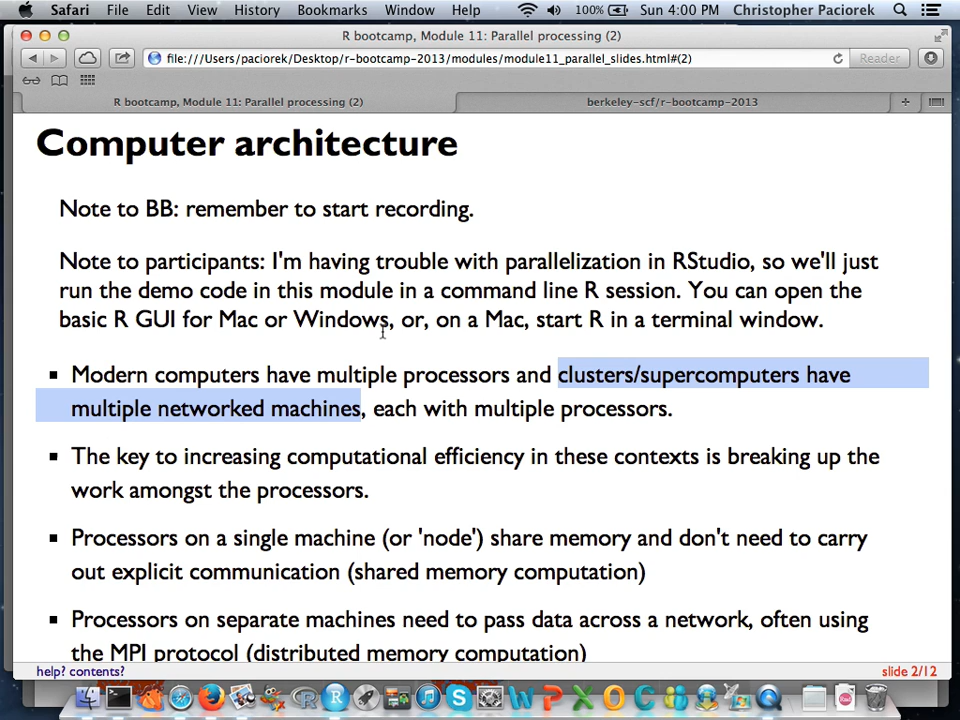 Safari File Edit View History Bookmarks Window Help 100% Sun 4:00 PM Christopher Paciorek
R bootcamp, Module 11: Parallel processing (2)
file:///Users/paciorek/Desktop/r-bootcamp-2013/modules/module11_parallel_slides.html#(2) Reader
R bootcamp, Module 11: Parallel processing (2) berkeley-scf/r-bootcamp-2013
Computer architecture
Note to BB: remember to start recording.
Note to participants: I'm having trouble with parallelization in RStudio, so we'll just
run the demo code in this module in a command line R session. You can open the
basic R GUI for Mac or Windows, or, on a Mac, start R in a terminal window.
Modern computers have multiple processors and clusters/supercomputers have
multiple networked machines, each with multiple processors.
The key to increasing computational efficiency in these contexts is breaking up the
work amongst the processors.
Processors on a single machine (or 'node') share memory and don't need to carry
out explicit communication (shared memory computation)
Processors on separate machines need to pass data across a network, often using
the MPI protocol (distributed memory computation)
help? contents? slide 2/12